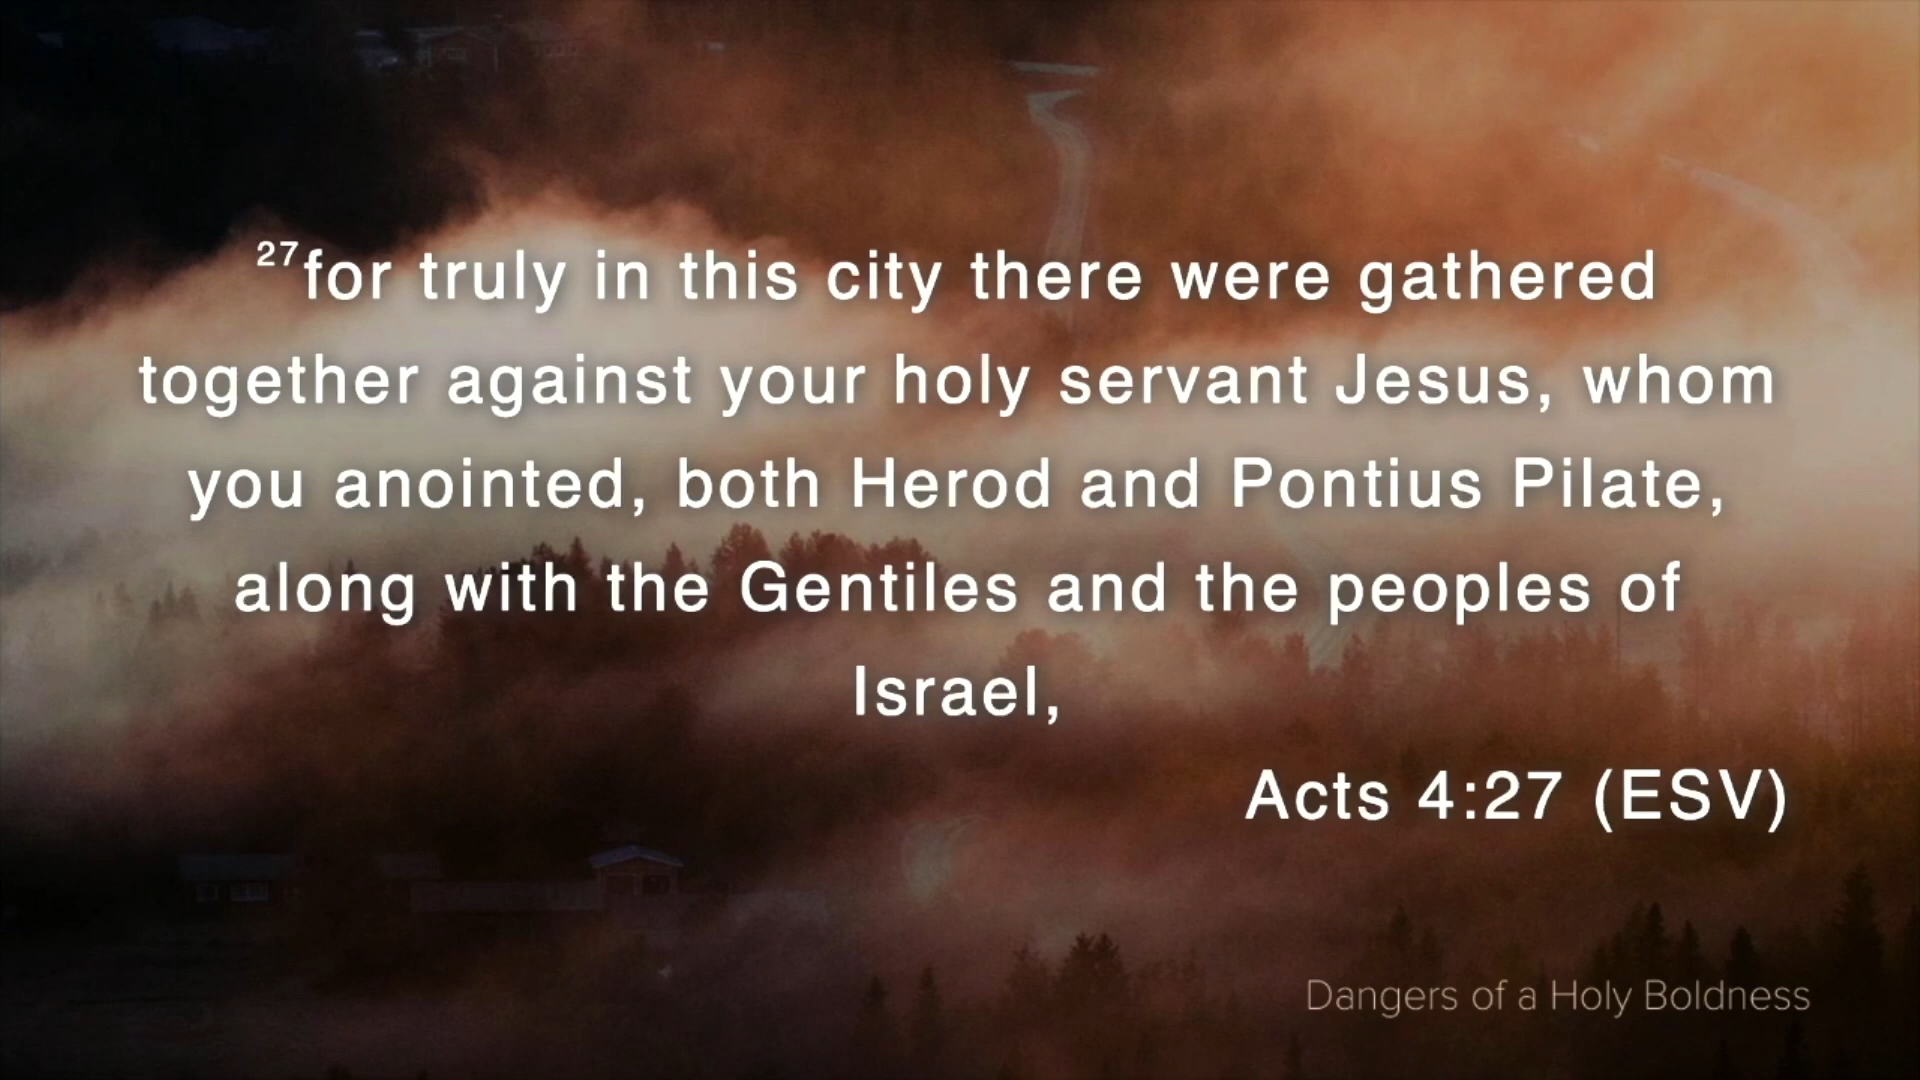 27for truly in this city there were gathered
together against your holy servant Jesus, whom
you anointed, both Herod and Pontius Pilate,
along with the Gentiles and the peoples of
Israel,
Acts 4:27 (ESV)
Dangers of a Holy Boldness